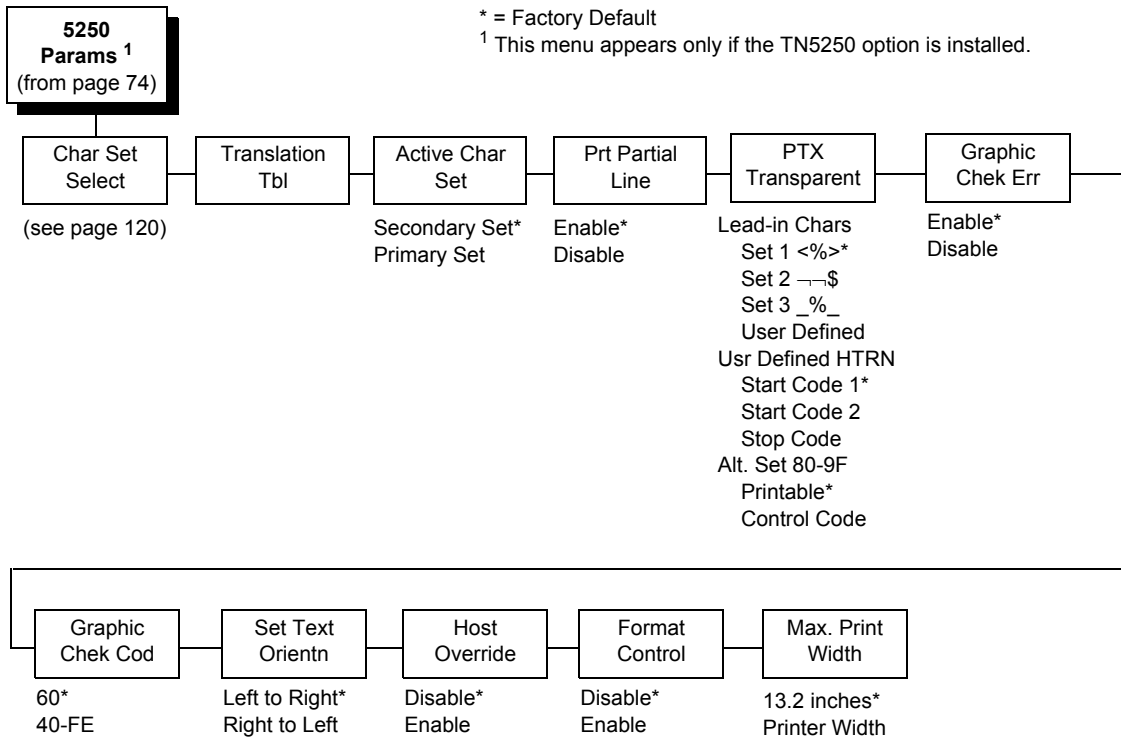 5250
Params 1
(from page 74)
* = Factory Default
1 This menu appears only if the TN5250 option is installed.
Char Set
Select
(see page 120)
Translation
Tbl
Active Char
Set
Secondary Set*
Primary Set
Prt Partial
Line
Enable*
Disable
PTX
Transparent
Lead-in Chars
Set 1 <%>*
Set 2 ¬¬$
Set 3 _%_
User Defined
Usr Defined HTRN
Start Code 1*
Start Code 2
Stop Code
Alt. Set 80-9F
Printable*
Control Code
Graphic
Chek Err
Enable*
Disable
Graphic
Chek Cod
60*
40-FE
Set Text
Orientn
Left to Right*
Right to Left
Host
Override
Disable*
Enable
Format
Control
Disable*
Enable
Max. Print
Width
13.2 inches*
Printer Width